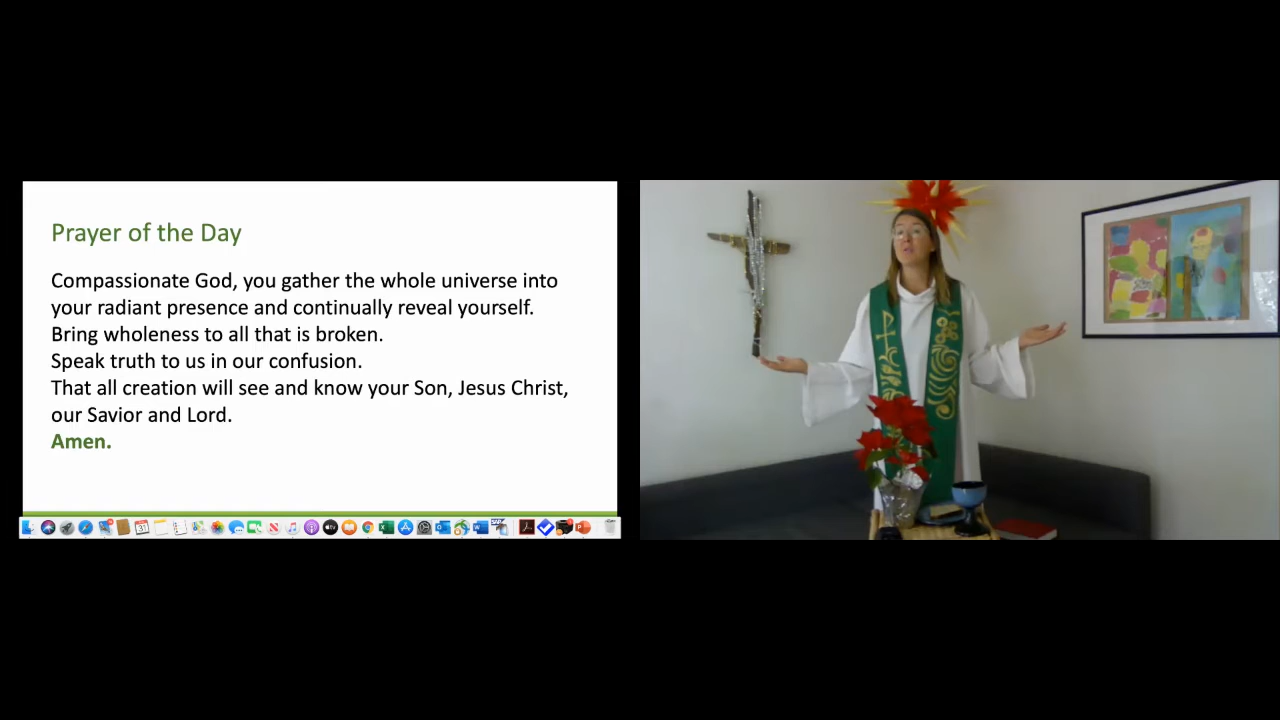 Prayer of the Day
Compassionate God, you gather the whole universe into
your radiant presence and continually reveal yourself.
Bring wholeness to all that is broken.
Speak truth to us in our confusion.
That all creation will see and know your Son, Jesus Christ,
our Savior and Lord.
Amen.
31